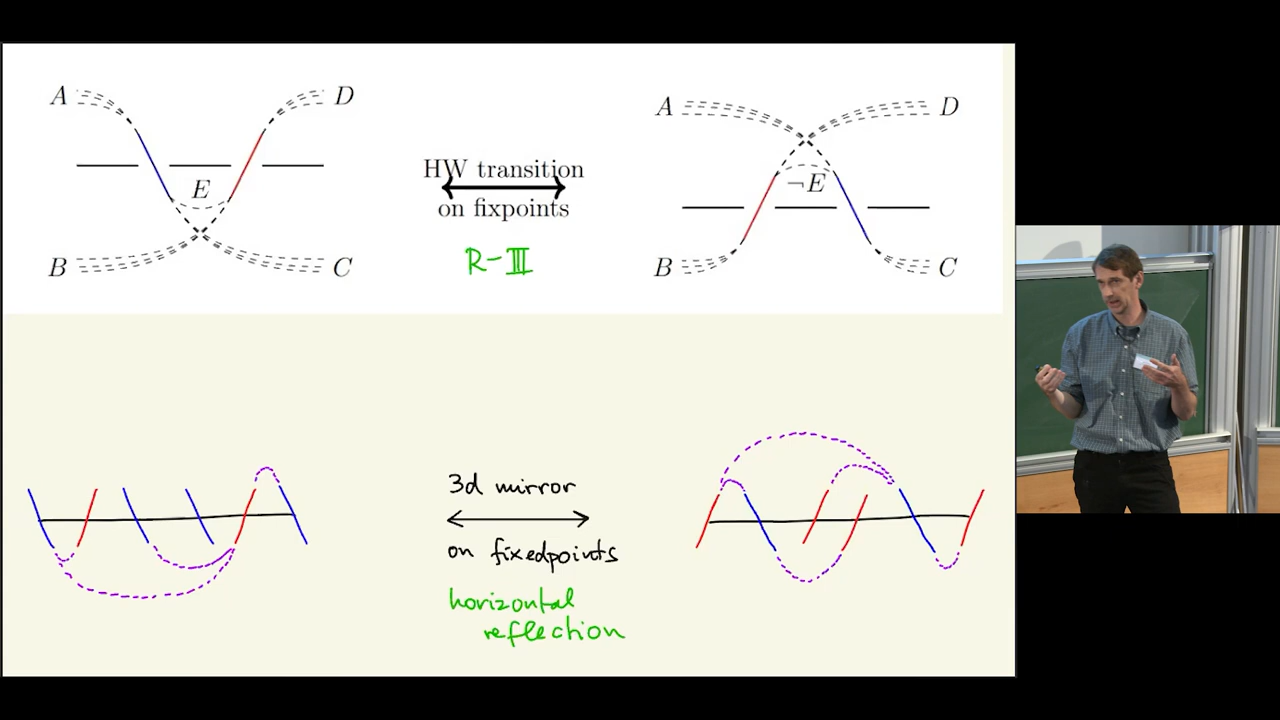 A
D
A
D
HW transition
E
¬E
on fixpoints
R-III
B
C
B
C
3d mirror
on fixedpoints
horizontal
reflection